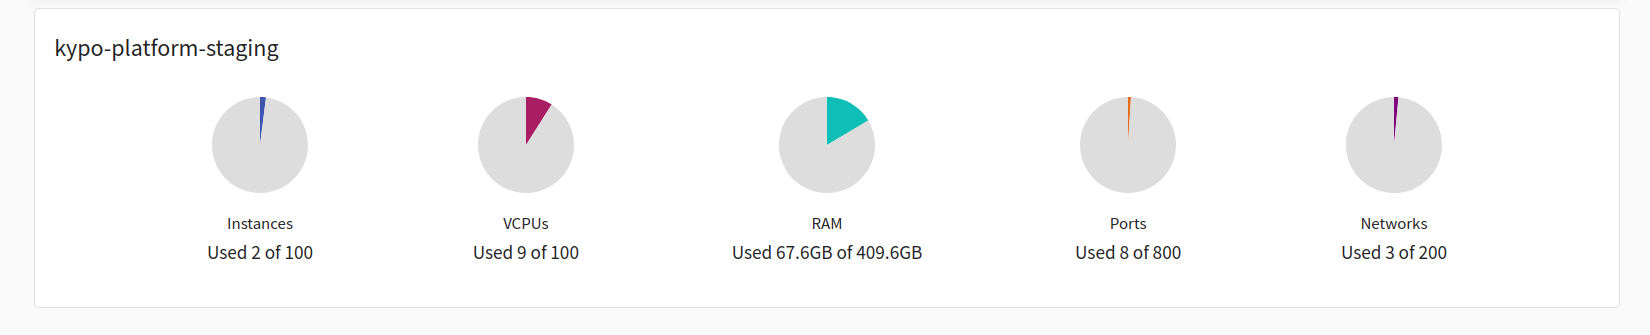 kypo-platform-staging
Instances
Used 2 of 100
VCPUs
Used 9 of 100
RAM
Used 67.6GB of 409.6GB
Ports
Used 8 of 800
Networks
Used 3 of 200